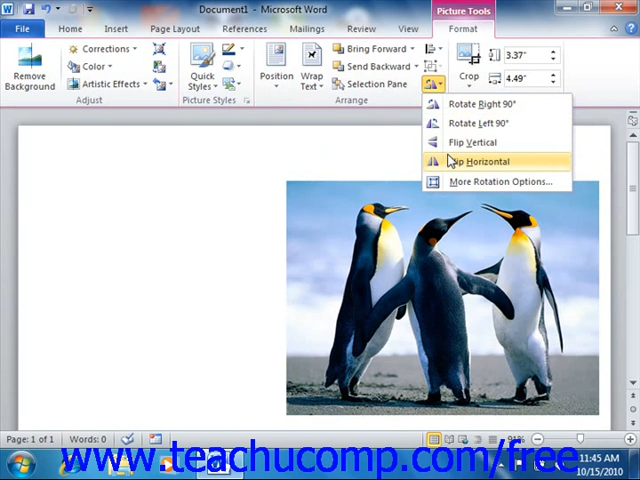 Document1 - Microsoft Word
Picture Tools
File Home Insert Page Layout References Mailings Review View Format
Remove Background
Corrections
Color
Artistic Effects
Adjust
Quick Styles
Picture Styles
Position
Wrap Text
Bring Forward
Send Backward
Selection Pane
Arrange
Crop
3.37"
4.49"
Rotate Right 90°
Rotate Left 90°
Flip Vertical
Flip Horizontal
More Rotation Options...
Page: 1 of 1 Words: 0 91%
www.teachucomp.com/free
11:45 AM
10/15/2010